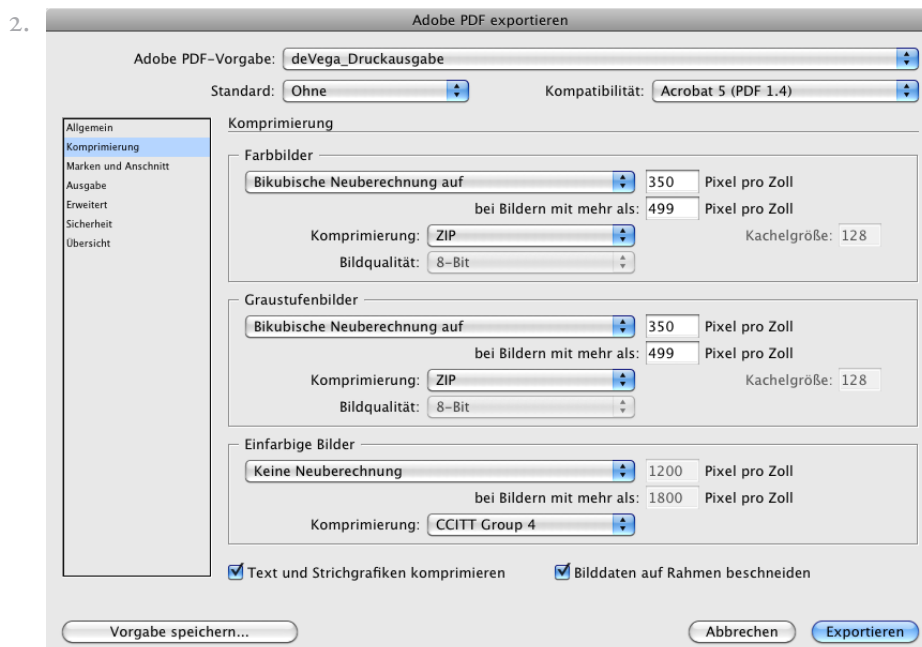 2.
Adobe PDF exportieren
Adobe PDF-Vorgabe: deVega_Druckausgabe
Standard: Ohne Kompatibilität: Acrobat 5 (PDF 1.4)
Allgemein
Komprimierung
Marken und Anschnitt
Ausgabe
Erweitert
Sicherheit
Übersicht
Komprimierung
Farbbilder
Bikubische Neuberechnung auf 350 Pixel pro Zoll
bei Bildern mit mehr als: 499 Pixel pro Zoll
Komprimierung: ZIP Kachelgröße: 128
Bildqualität: 8-Bit
Graustufenbilder
Bikubische Neuberechnung auf 350 Pixel pro Zoll
bei Bildern mit mehr als: 499 Pixel pro Zoll
Komprimierung: ZIP Kachelgröße: 128
Bildqualität: 8-Bit
Einfarbige Bilder
Keine Neuberechnung 1200 Pixel pro Zoll
bei Bildern mit mehr als: 1800 Pixel pro Zoll
Komprimierung: CCITT Group 4
Text und Strichgrafiken komprimieren Bilddaten auf Rahmen beschneiden
Vorgabe speichern... Abbrechen Exportieren